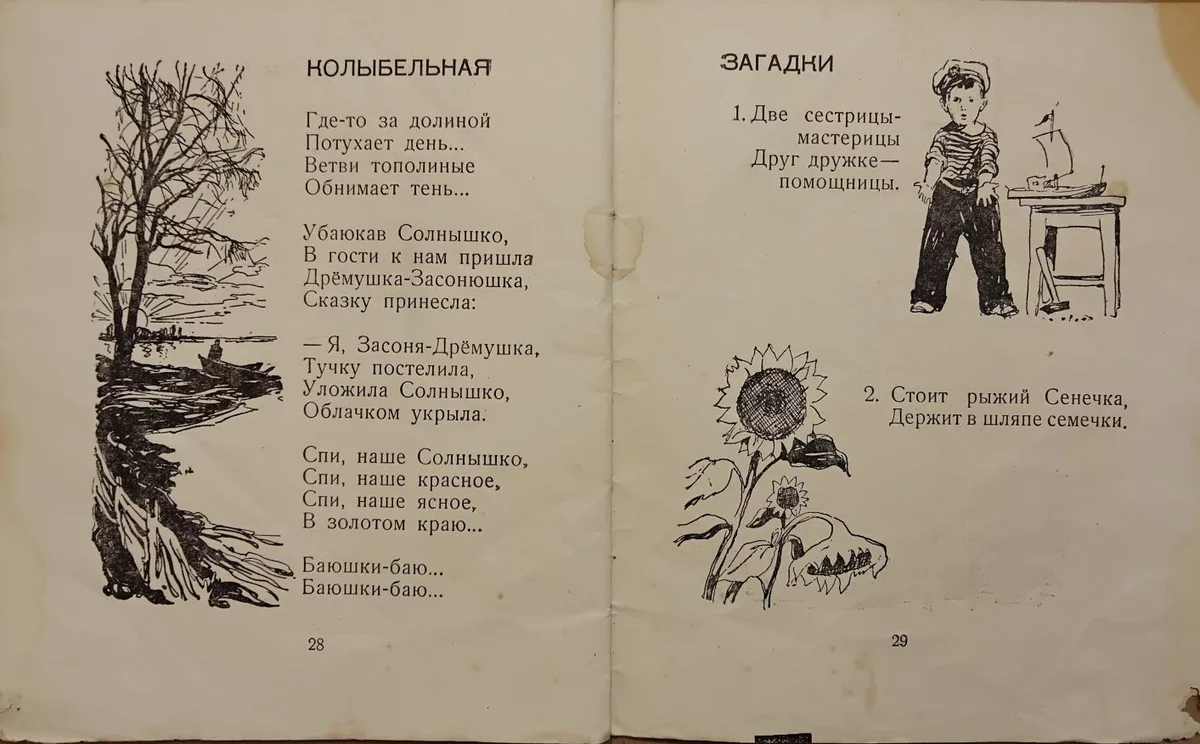 КОЛЫБЕЛЬНАЯ
Где-то за долиной
Потухает день...
Ветви тополиные
Обнимает тень...
Убаюкав Солнышко,
В гости к нам пришла
Дрёмушка-Засонюшка,
Сказку принесла:
— Я, Засоня-Дрёмушка,
Тучку постелила,
Уложила Солнышко,
Облачком укрыла.
Спи, наше Солнышко,
Спи, наше красное,
Спи, наше ясное,
В золотом краю...
Баюшки-баю...
Баюшки-баю...
28
ЗАГАДКИ
1. Две сестрицы-
мастерицы
Друг дружке—
помощницы.
2. Стоит рыжий Сенечка,
Держит в шляпе семечки.
29